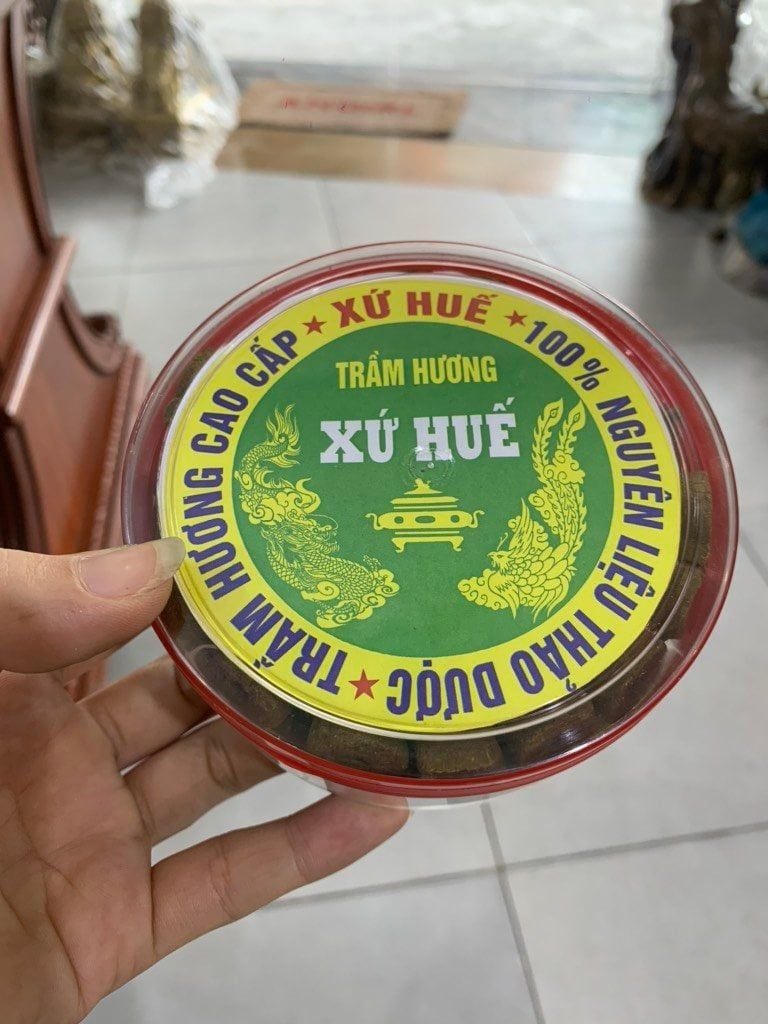 XỨ HUẾ
100% NGUYÊN LIỆU THẢO DƯỢC
TRẦM HƯƠNG CAO CẤP
TRẦM HƯƠNG
XỨ HUẾ